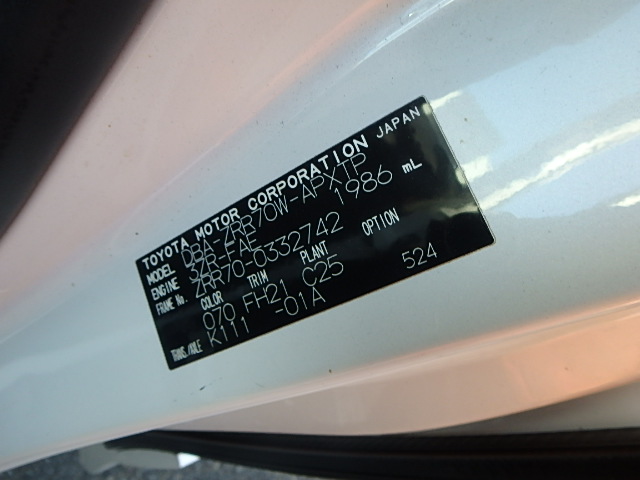 TOYOTA MOTOR CORPORATION JAPAN
MODEL DBA-ZRR70W-APXTP
ENGINE 3ZR-FAE 1986 mL
FRAME No. ZRR70-0332742
COLOR TRIM PLANT OPTION
070 FH21 C25 524
TRANS./AXLE K111 -01A